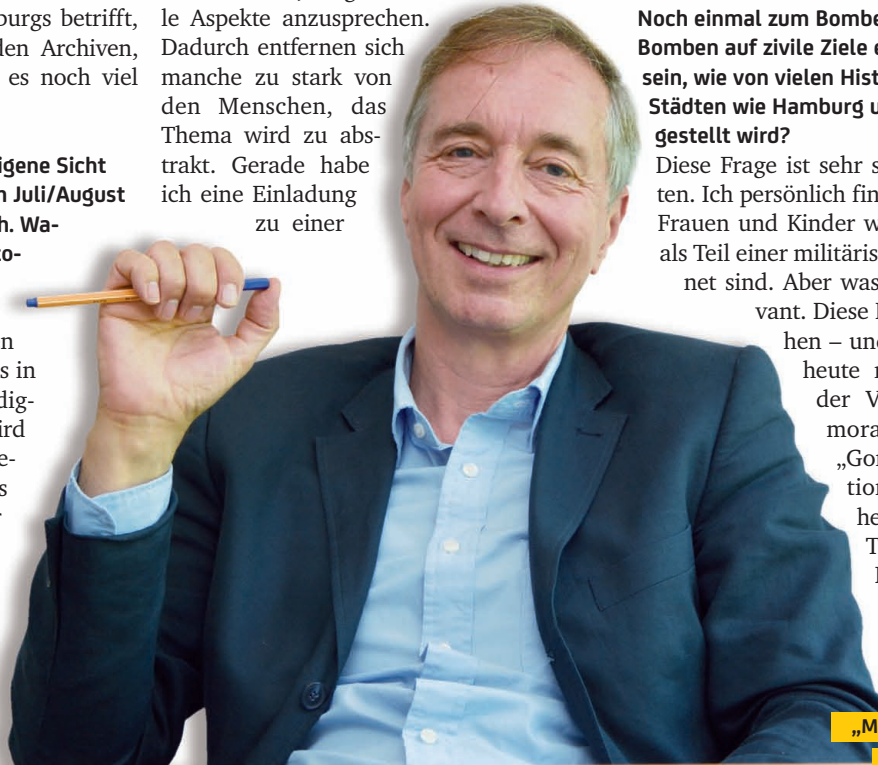 burgs betrifft,
den Archiven,
es noch viel
igene Sicht
Juli/August
h. Wa-
to-
n
s in
dig-
ird
e-
s
le Aspekte anzusprechen.
Dadurch entfernen sich
manche zu stark von
den Menschen, das
Thema wird zu abs-
trakt. Gerade habe
ich eine Einladung
zu einer
Noch einmal zum Bombe
Bomben auf zivile Ziele e
sein, wie von vielen Hist
Städten wie Hamburg u
gestellt wird?
Diese Frage ist sehr s
ten. Ich persönlich fin
Frauen und Kinder w
als Teil einer militäris
net sind. Aber was
vant. Diese
hen – und
heute
der V
mora
„Gor
tion
he
T
„M